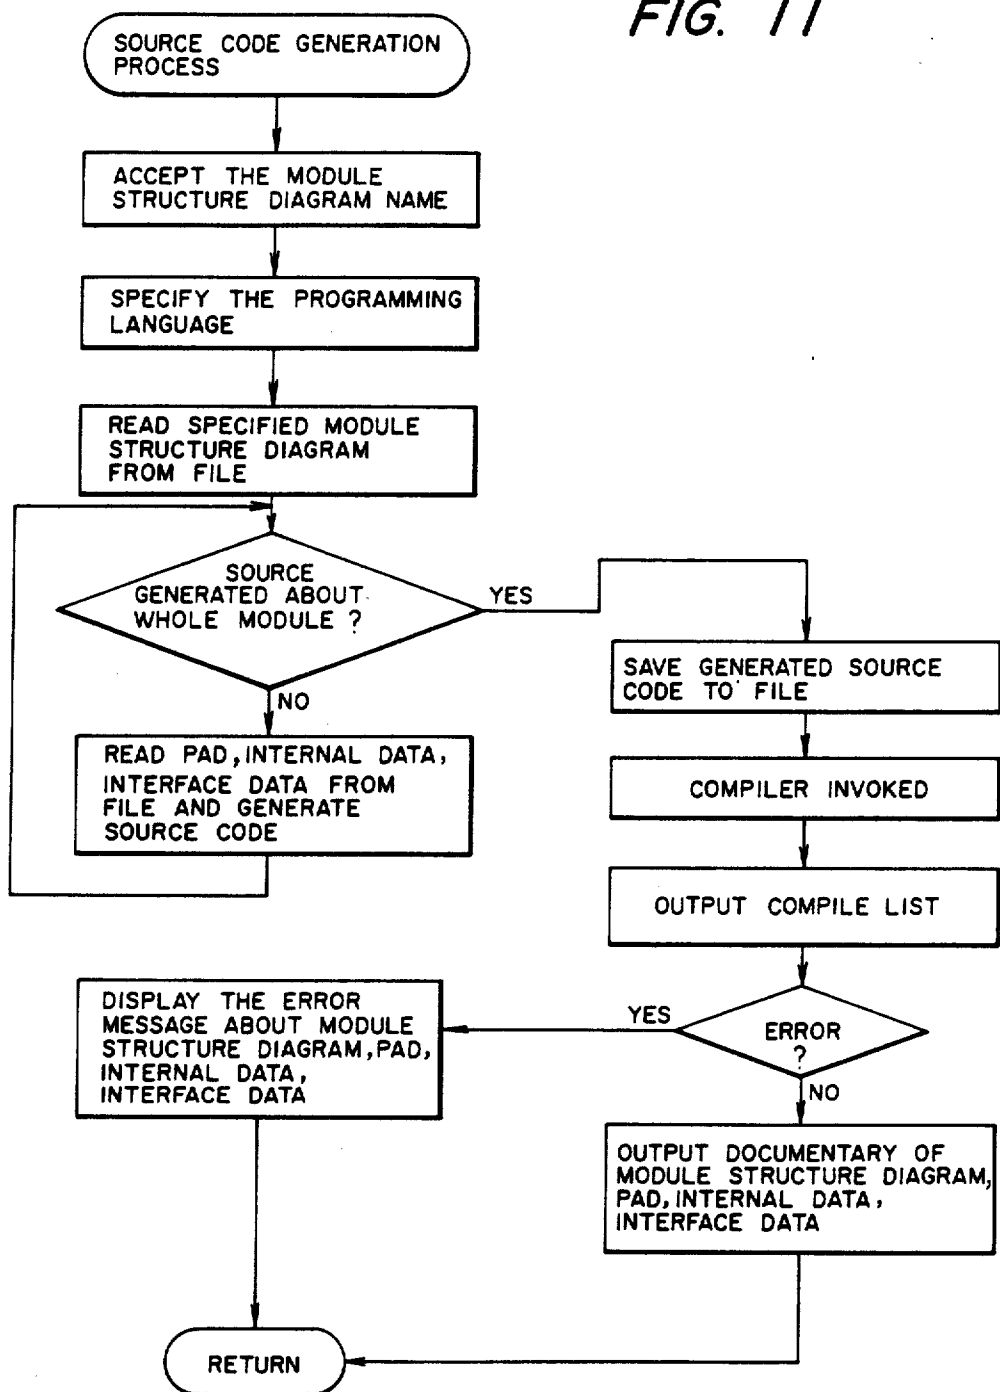 FIG. 11
SOURCE CODE GENERATION
PROCESS
ACCEPT THE MODULE
STRUCTURE DIAGRAM NAME
SPECIFY THE PROGRAMMING
LANGUAGE
READ SPECIFIED MODULE
STRUCTURE DIAGRAM
FROM FILE
SOURCE
GENERATED ABOUT
WHOLE MODULE ?
YES
NO
READ PAD, INTERNAL DATA,
INTERFACE DATA FROM
FILE AND GENERATE
SOURCE CODE
SAVE GENERATED SOURCE
CODE TO FILE
COMPILER INVOKED
OUTPUT COMPILE LIST
ERROR
?
YES
NO
DISPLAY THE ERROR
MESSAGE ABOUT MODULE
STRUCTURE DIAGRAM, PAD,
INTERNAL DATA,
INTERFACE DATA
OUTPUT DOCUMENTARY OF
MODULE STRUCTURE DIAGRAM,
PAD, INTERNAL DATA,
INTERFACE DATA
RETURN